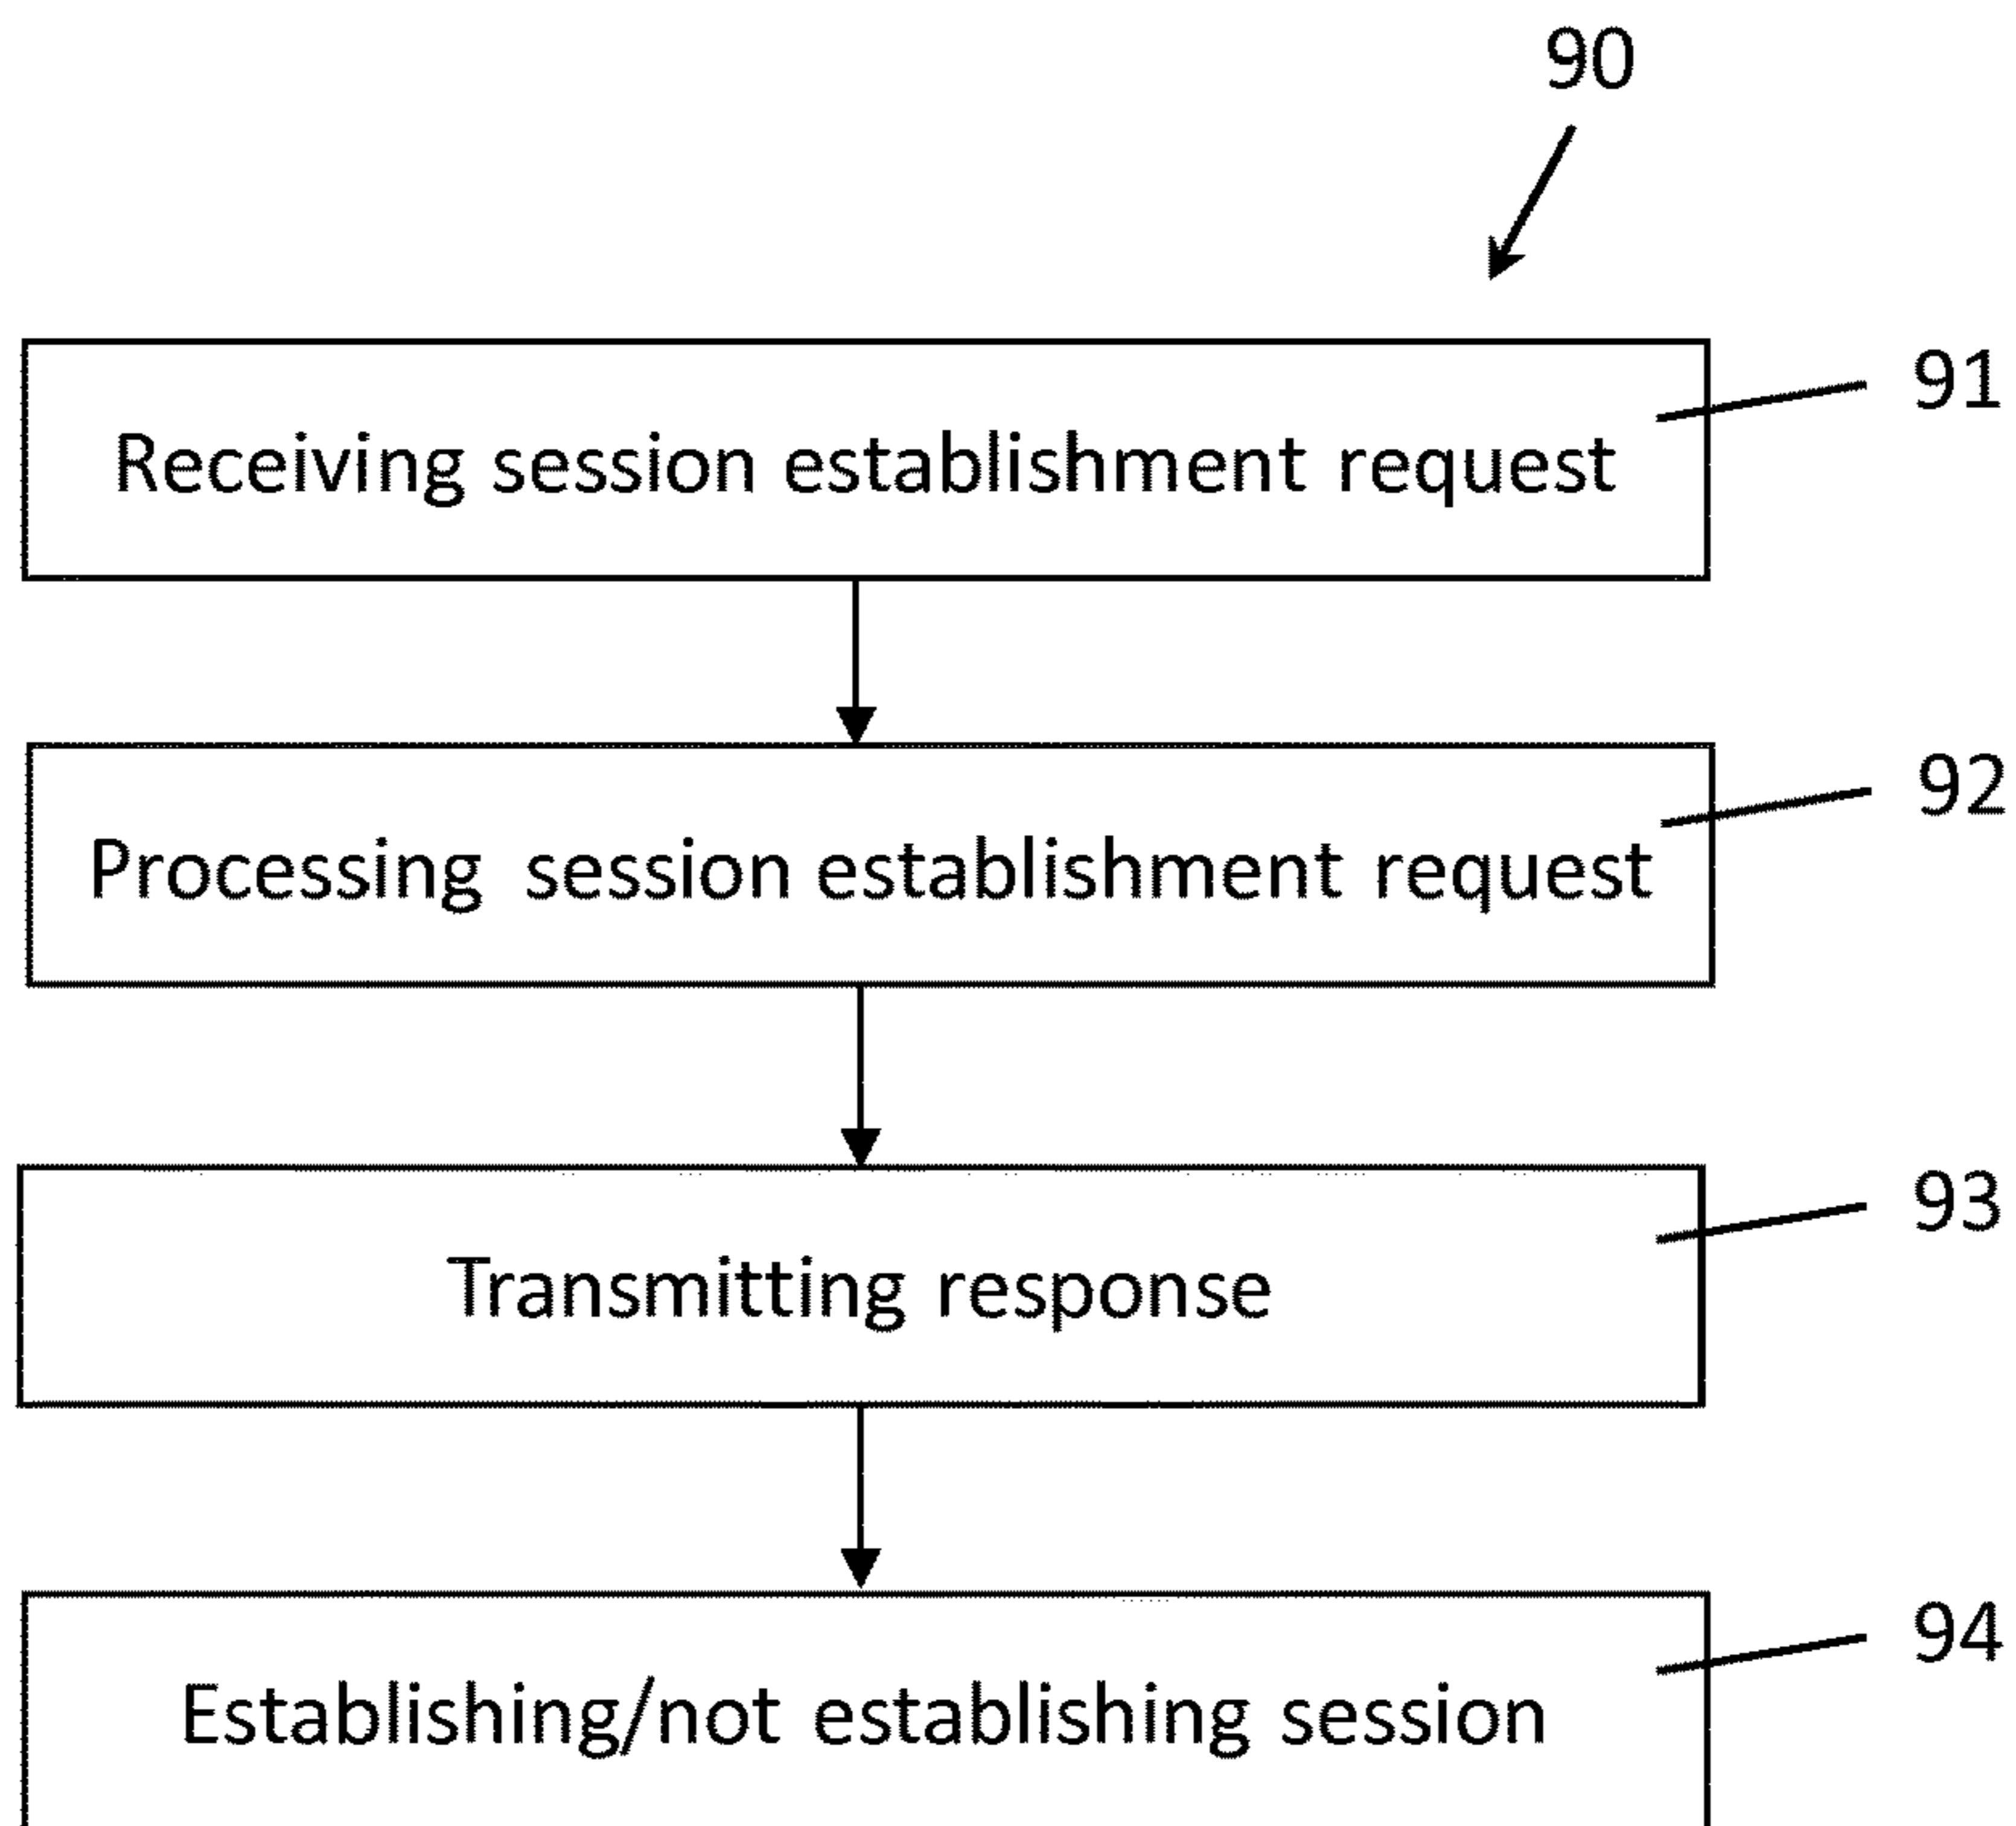 90
Receiving session establishment request
91
Processing session establishment request
92
Transmitting response
93
Establishing/not establishing session
94